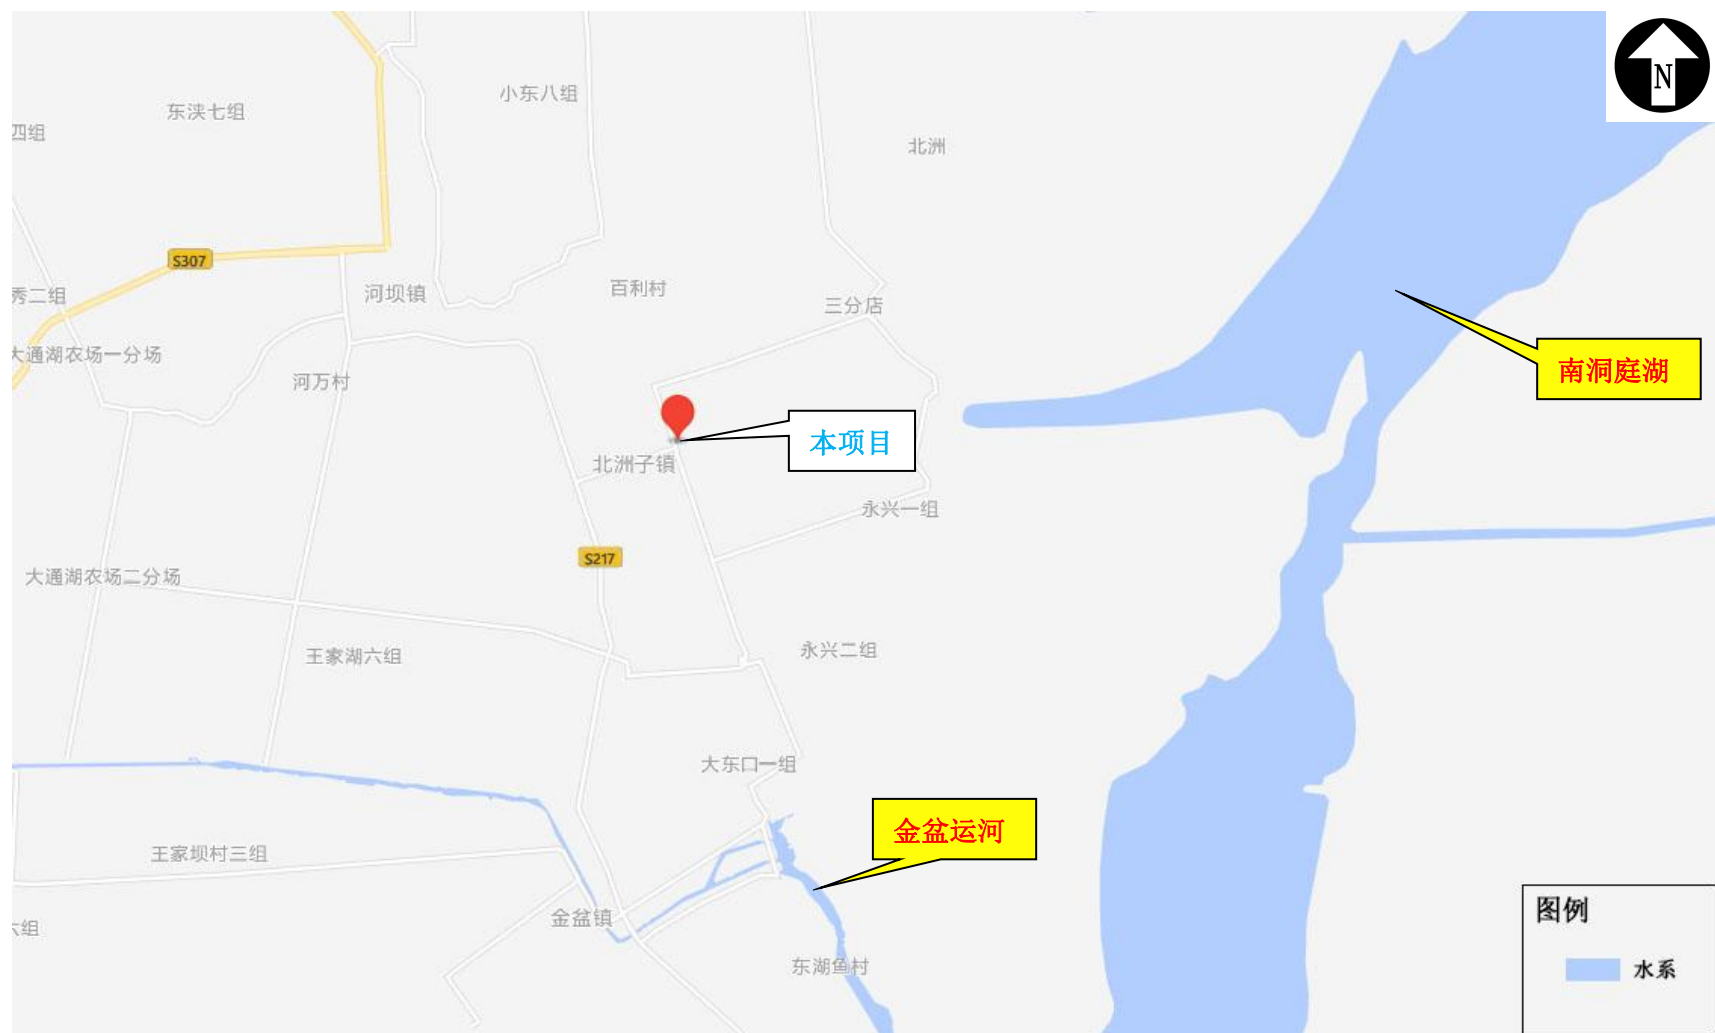 N
小东八组
东浃七组
四组
北洲
S307
百利村
河坝镇
秀二组
三分店
大通湖农场一分场
南洞庭湖
河万村
本项目
北洲子镇
永兴一组
S217
大通湖农场二分场
永兴二组
王家湖六组
大东口一组
金盆运河
王家坝村三组
图例
金盆镇
六组
东湖鱼村
水系